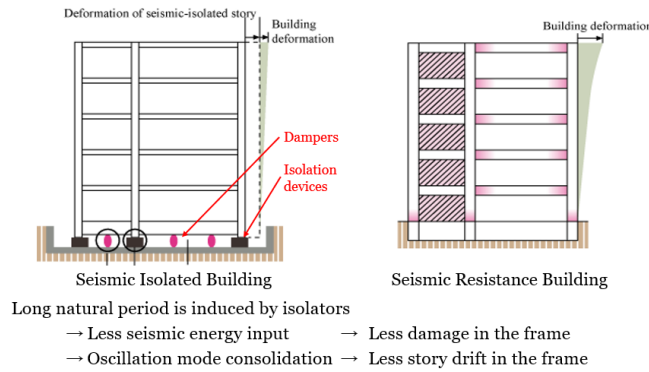 Deformation of seismic-isolated story
Building
deformation
Building deformation
Dampers
Isolation
devices
Seismic Isolated Building
Seismic Resistance Building
Long natural period is induced by isolators
→ Less seismic energy input → Less damage in the frame
→ Oscillation mode consolidation → Less story drift in the frame